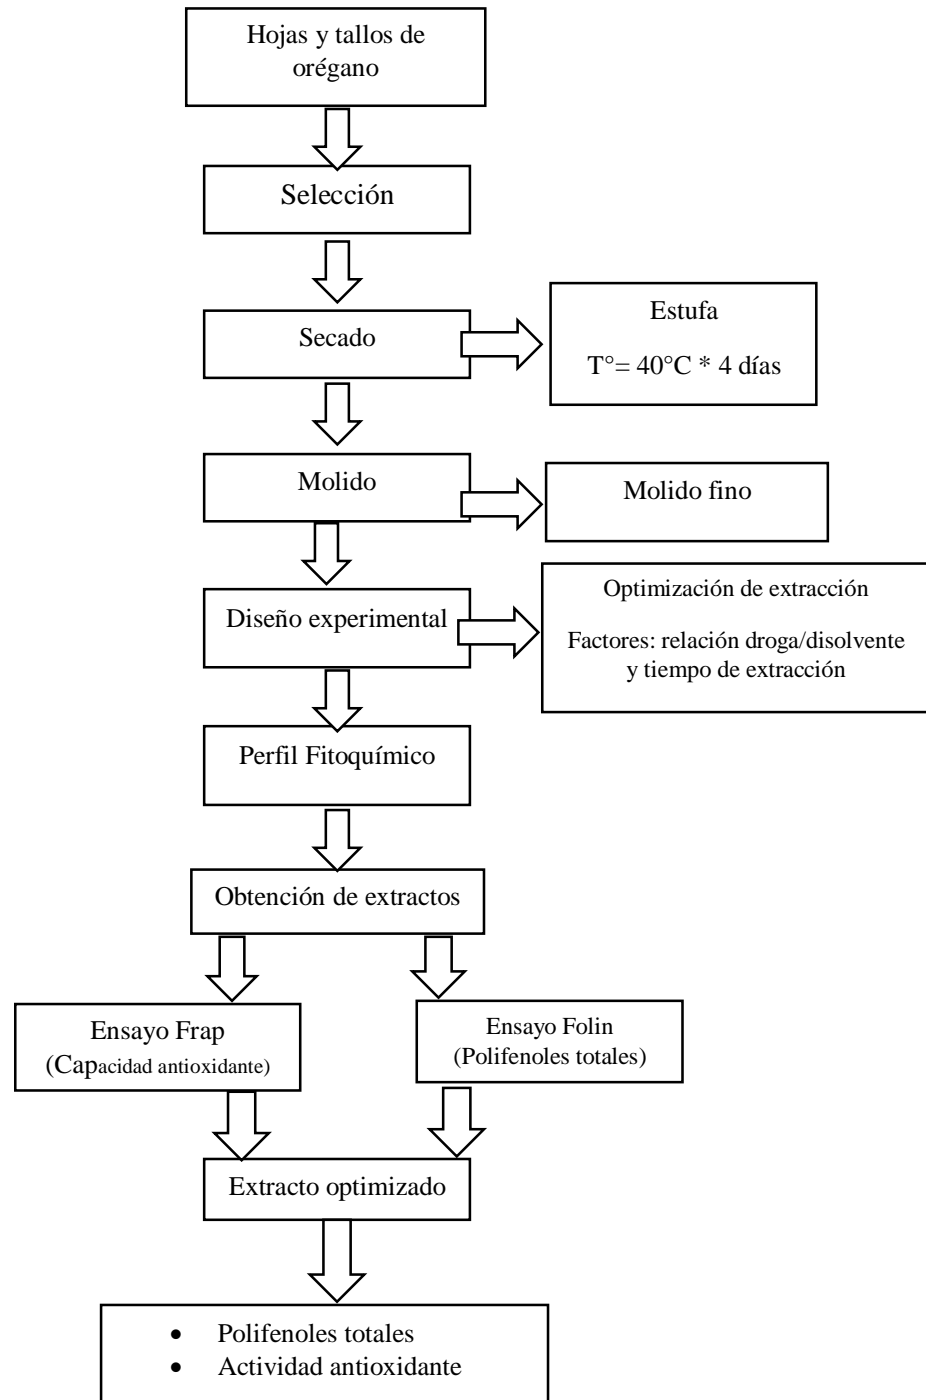 Hojas y tallos de
orégano
Selección
Secado
Estufa
T°= 40°C * 4 días
Molido
Molido fino
Diseño experimental
Optimización de extracción
Factores: relación droga/disolvente
y tiempo de extracción
Perfil Fitoquímico
Obtención de extractos
Ensayo Frap
(Capacidad antioxidante)
Ensayo Folin
(Polifenoles totales)
Extracto optimizado
• Polifenoles totales
• Actividad antioxidante